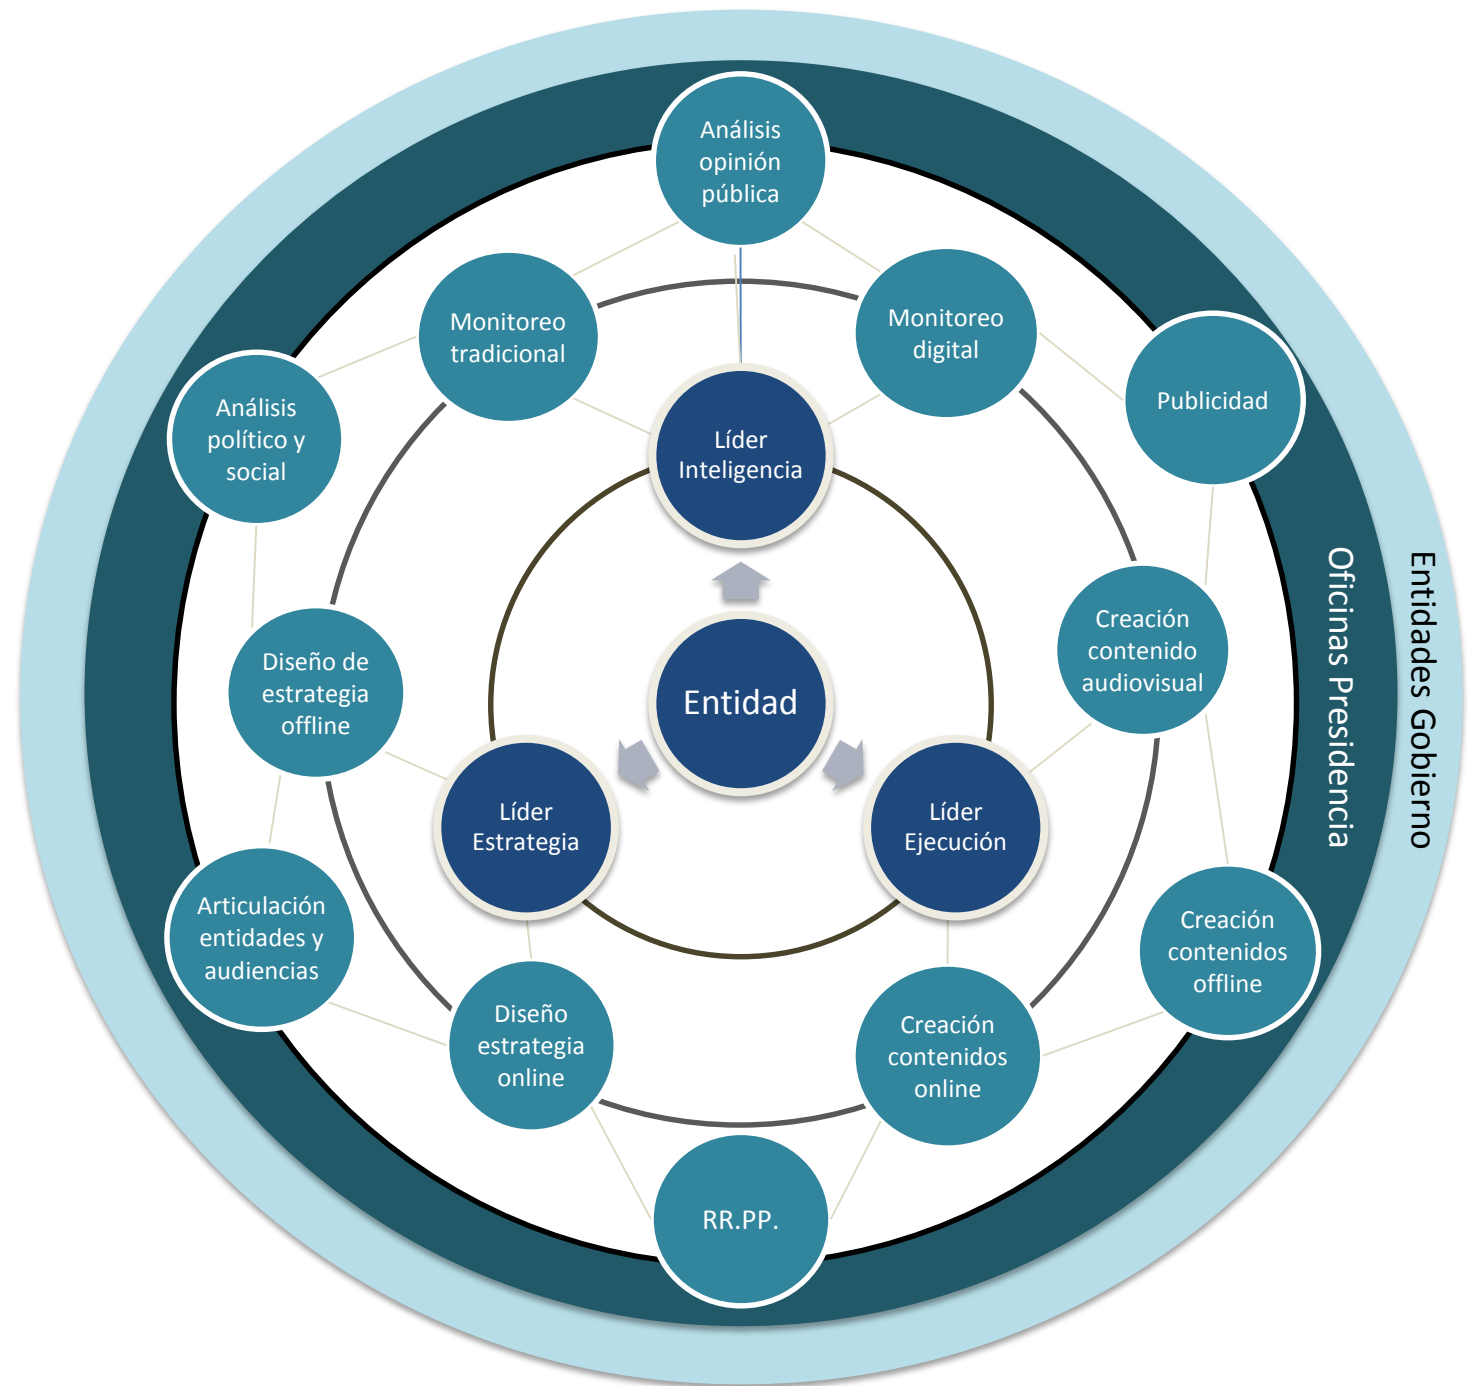 Análisis
opinión
pública
Monitoreo
tradicional
Monitoreo
digital
Publicidad
Análisis
político y
social
Líder
Inteligencia
Entidades Gobierno
Oficinas Presidencia
Creación
contenido
audiovisual
Diseño de
estrategia
offline
Entidad
Líder
Estrategia
Líder
Ejecución
Articulación
entidades y
audiencias
Creación
contenidos
offline
Diseño
estrategia
online
Creación
contenidos
online
RR.PP.